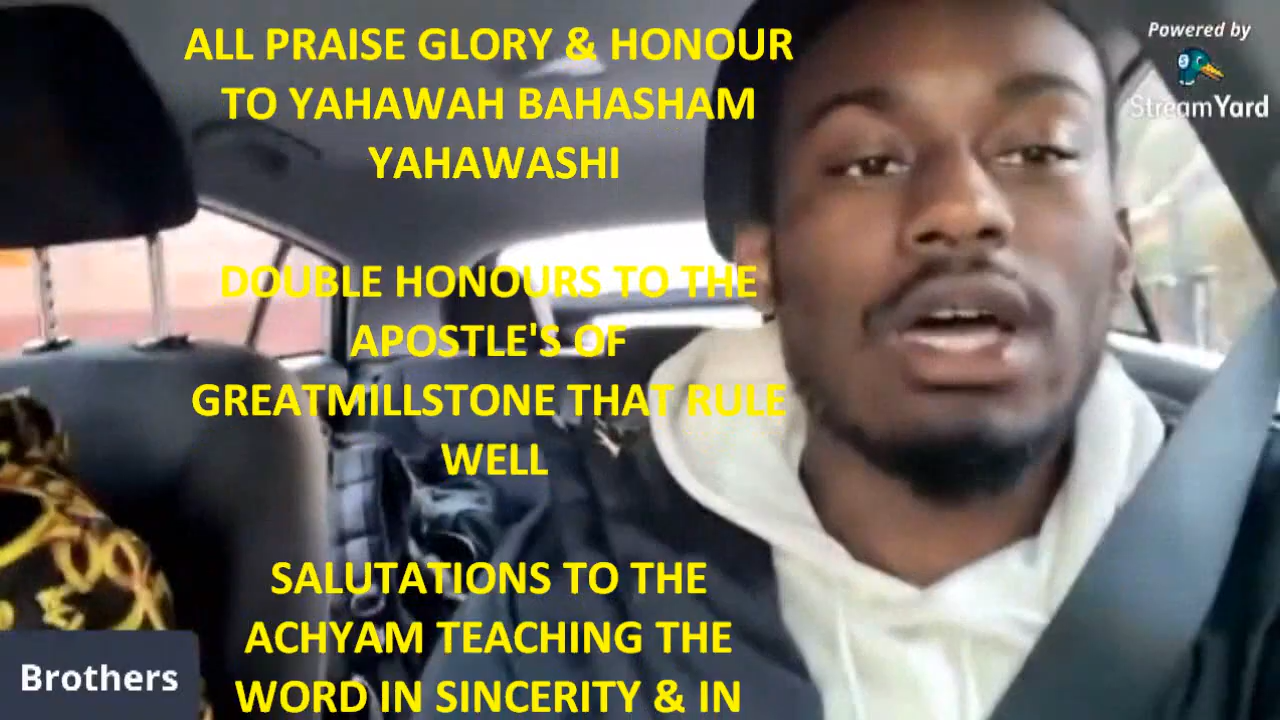 ALL PRAISE GLORY & HONOUR
TO YAHAWAH BAHASHAM
YAHAWASHI
DOUBLE HONOURS TO THE
APOSTLE'S OF
GREATMILLSTONE THAT RULE
WELL
SALUTATIONS TO THE
ACHYAM TEACHING THE
WORD IN SINCERITY & IN
Powered by
StreamYard
Brothers